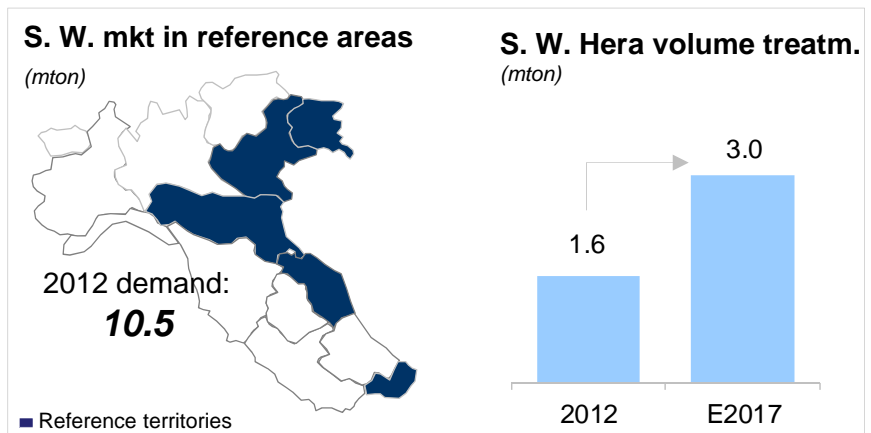 S. W. mkt in reference areas
(mton)
2012 demand:
10.5
Reference territories
S. W. Hera volume treatm.
(mton)
3.0
1.6
2012
E2017